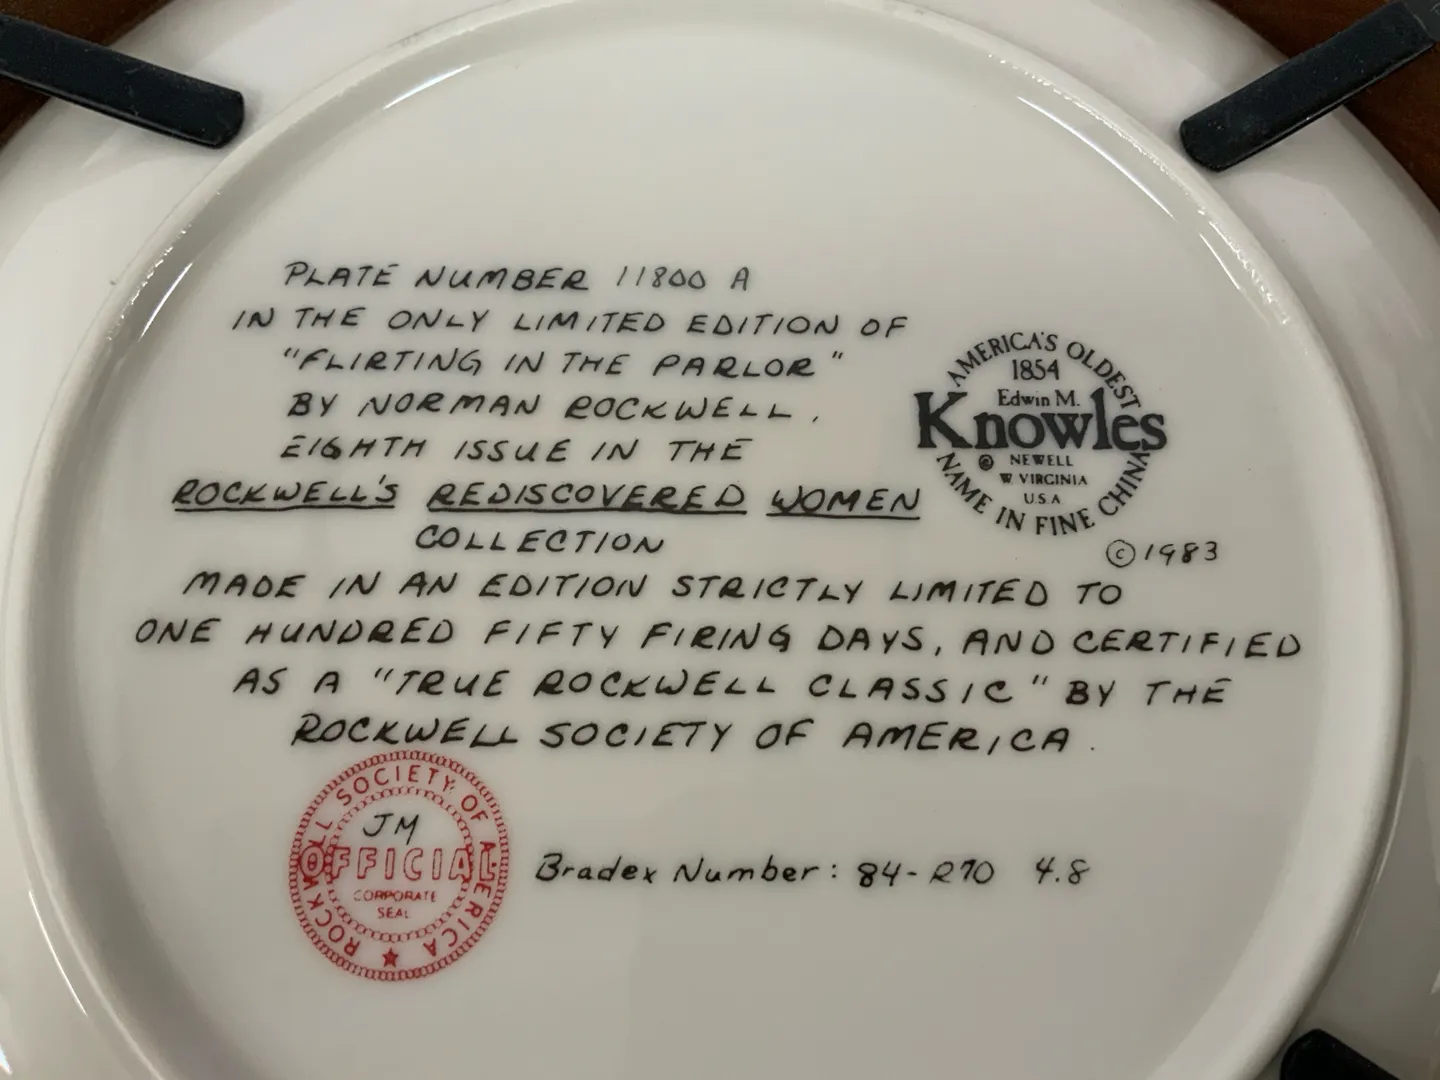 PLATE NUMBER 11800 A
IN THE ONLY LIMITED EDITION OF
"FLIRTING IN THE PARLOR"
BY NORMAN ROCKWELL.
EIGHTH ISSUE IN THE
ROCKWELL'S REDISCOVERED WOMEN
COLLECTION
AMERICA'S OLDEST
1854
Edwin M.
Knowles
© NEWELL
W. VIRGINIA
U.S.A
NAME IN FINE CHINA
© 1983
MADE IN AN EDITION STRICTLY LIMITED TO
ONE HUNDRED FIFTY FIRING DAYS, AND CERTIFIED
AS A "TRUE ROCKWELL CLASSIC" BY THE
ROCKWELL SOCIETY OF AMERICA.
ROCKWELL SOCIETY OF AMERICA ★
JM
OFFICIAL
CORPORATE
SEAL
Bradex Number: 84-R70 4.8